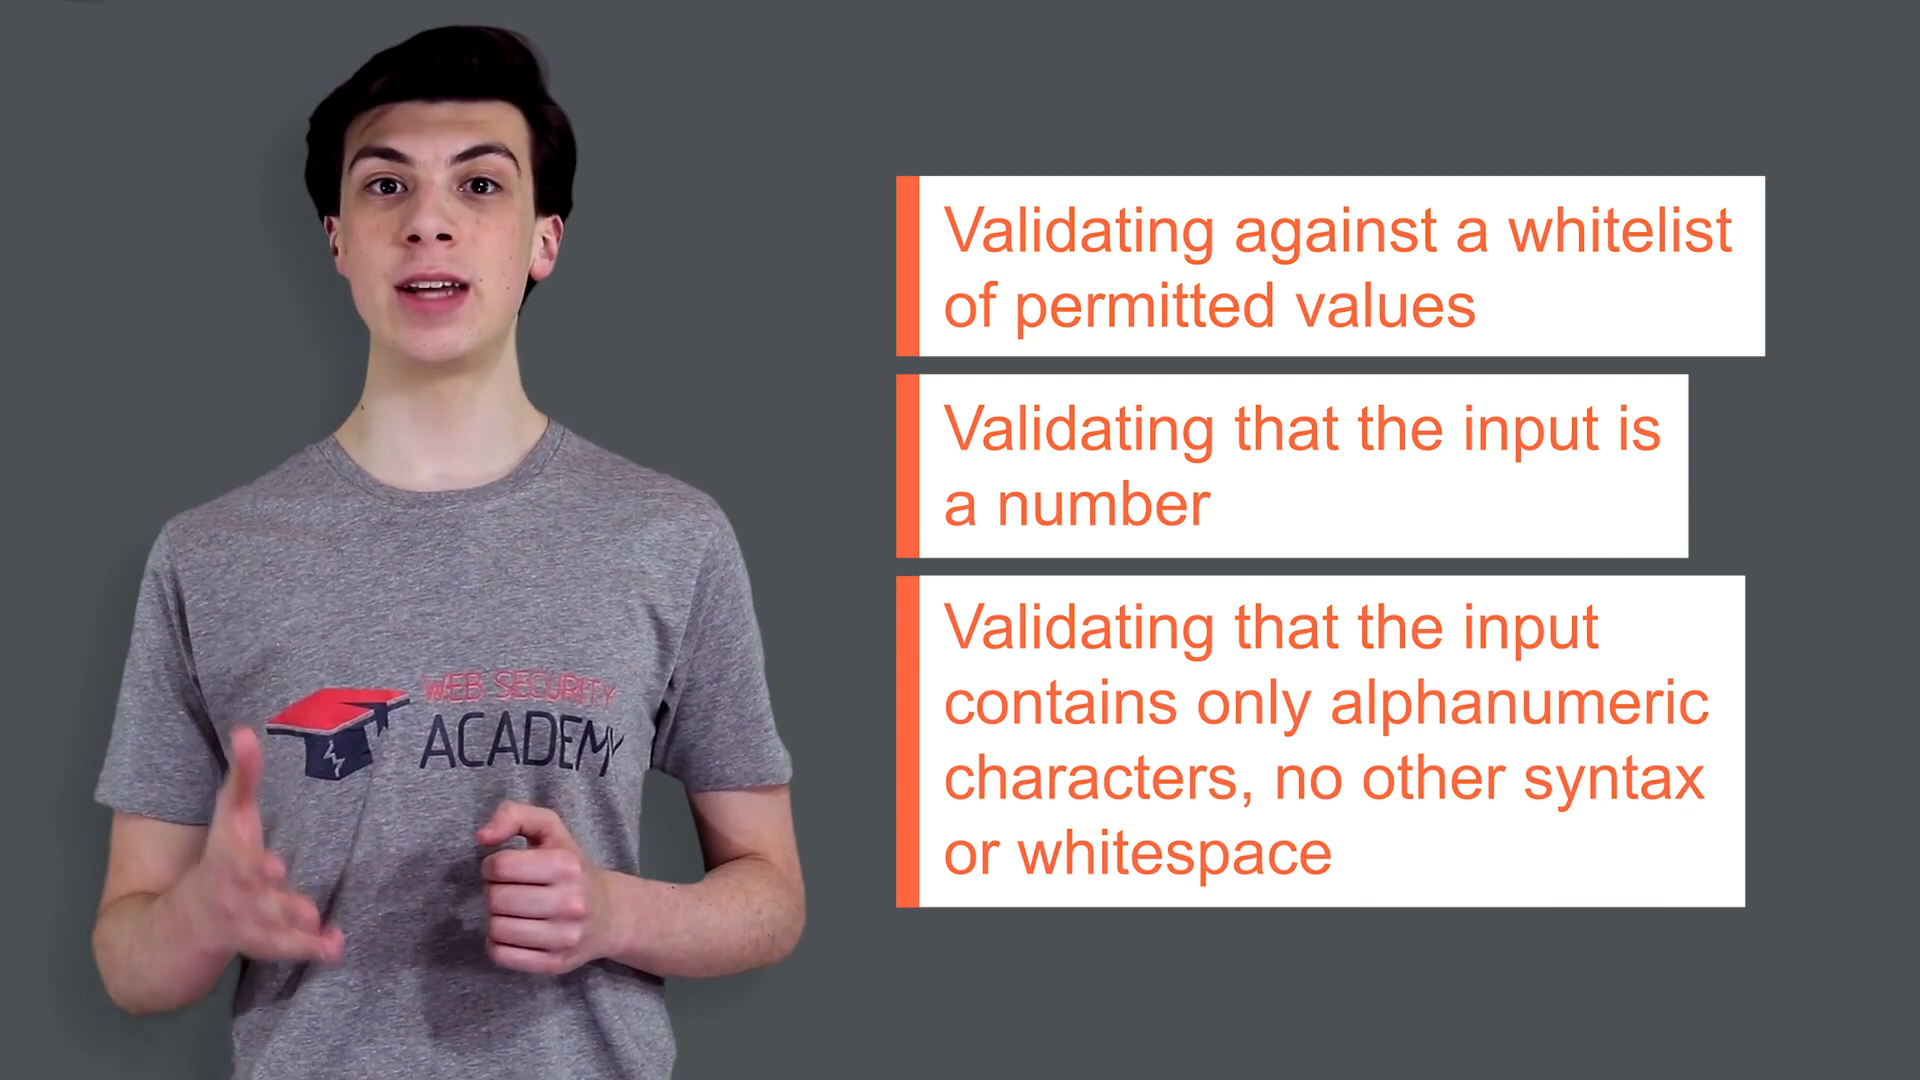 Validating against a whitelist
of permitted values
Validating that the input is
a number
Validating that the input
contains only alphanumeric
characters, no other syntax
or whitespace
WEB SECURITY
ACADEMY